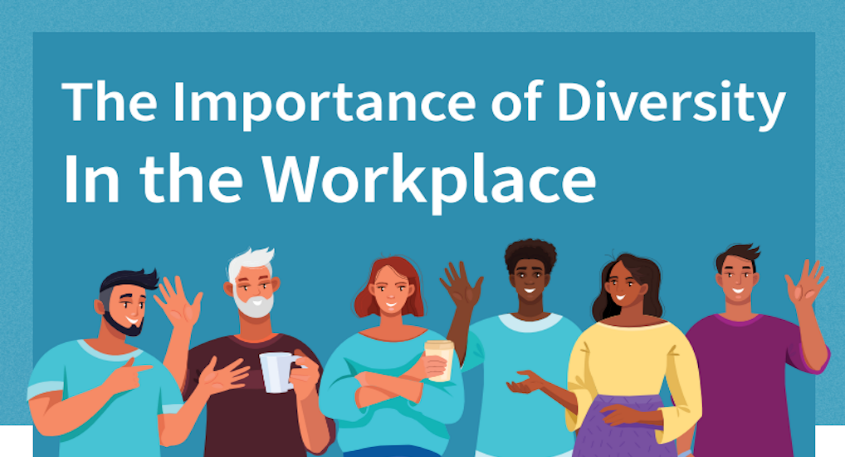 The Importance of Diversity
In the Workplace